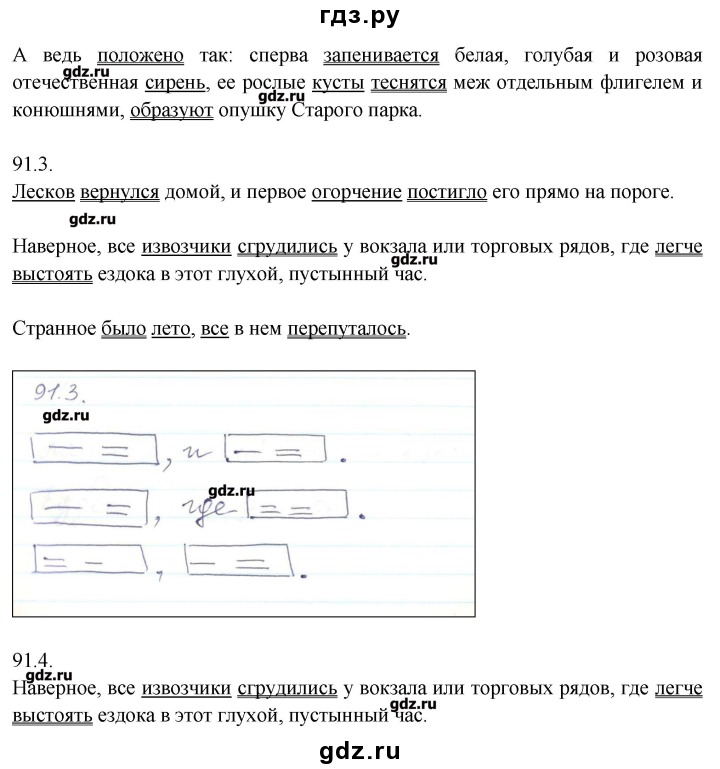 гдз.ру
А ведь положено так: сперва запенивается белая, голубая и розовая
gdz.ru
отечественная сирень, ее рослые кусты теснятся меж отдельным флигелем и
gdz.ru
конюшнями, образуют опушку Старого парка.
91.3.
Лесков вернулся домой, и первое огорчение постигло его прямо на пороге.
gdz.ru
Наверное, все извозчики сгрудились у вокзала или торговых рядов, где легче
gdz.ru
выстоять ездока в этот глухой, пустынный час.
Странное было лето, все в нем перепуталось.
91.3.
gdz.ru
, и .
gdz.ru
, где .
, .
91.4.
gdz.ru
Наверное, все извозчики сгрудились у вокзала или торговых рядов, где легче
gdz.ru
выстоять ездока в этот глухой, пустынный час.
gdz.ru